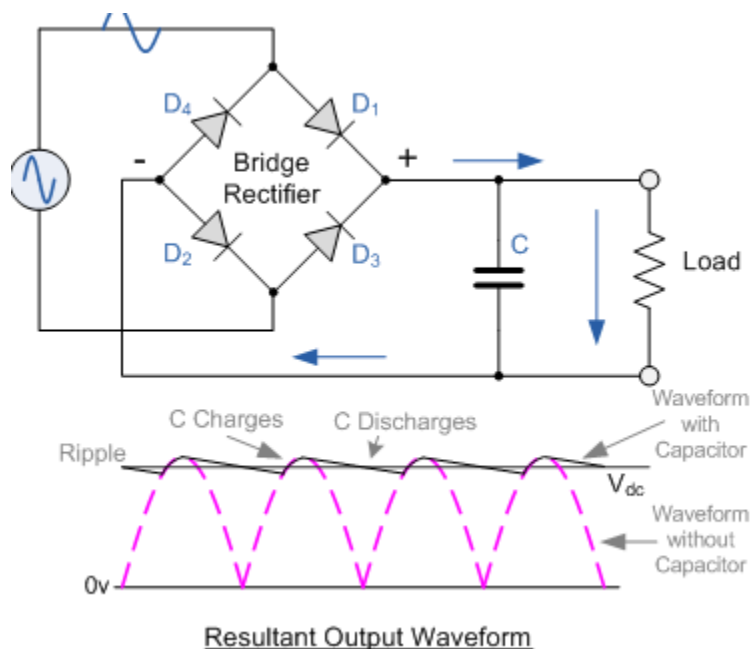 D4
D1
-
+
Bridge
Rectifier
D2
D3
C
Load
C Charges
C Discharges
Waveform
with
Capacitor
Ripple
Vdc
Waveform
without
Capacitor
0v
Resultant Output Waveform